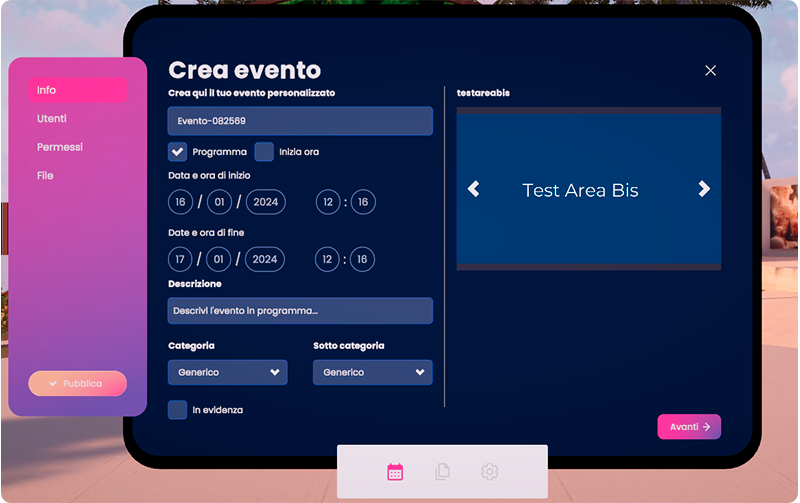 Info
Utenti
Permessi
File
Pubblica
Crea evento
Crea qui il tuo evento personalizzato
Evento-082569
Programma Inizia ora
Data e ora di inizio
16 / 01 / 2024 12 : 16
Date e ora di fine
17 / 01 / 2024 12 : 16
Descrizione
Descrivi l'evento in programma...
Categoria Sotto categoria
Generico Generico
In evidenza
testareabis
Test Area Bis
Avanti